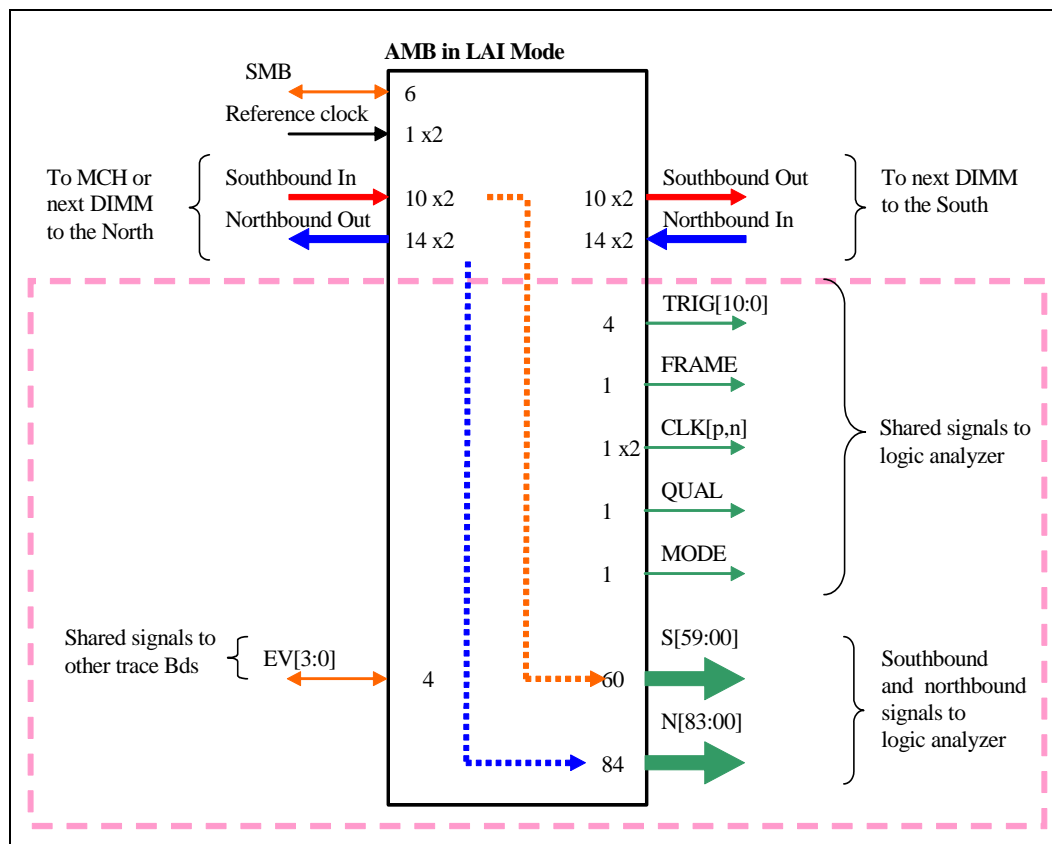 AMB in LAI Mode
SMB
6
Reference clock
1 x2
To MCH or
next DIMM
to the North
Southbound In
10 x2
10 x2
Southbound Out
Northbound Out
14 x2
14 x2
Northbound In
To next DIMM
to the South
4
TRIG[10:0]
1
FRAME
1 x2
CLK[p,n]
1
QUAL
1
MODE
Shared signals to
logic analyzer
Shared signals to
other trace Bds
EV[3:0]
4
S[59:00]
60
N[83:00]
84
Southbound
and northbound
signals to
logic analyzer